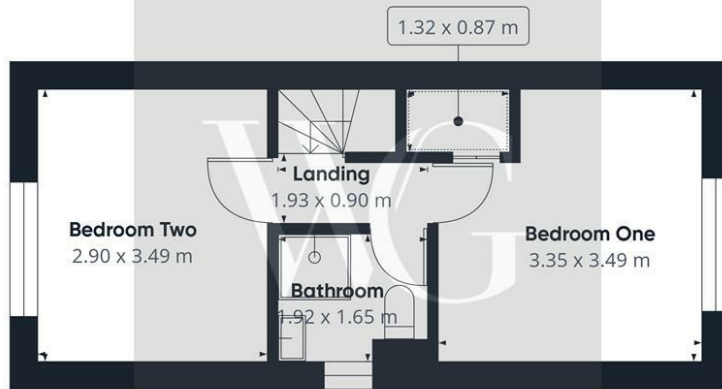 1.32 x 0.87 m
Landing
1.93 x 0.90 m
Bedroom Two
2.90 x 3.49 m
Bedroom One
3.35 x 3.49 m
Bathroom
1.92 x 1.65 m
WG